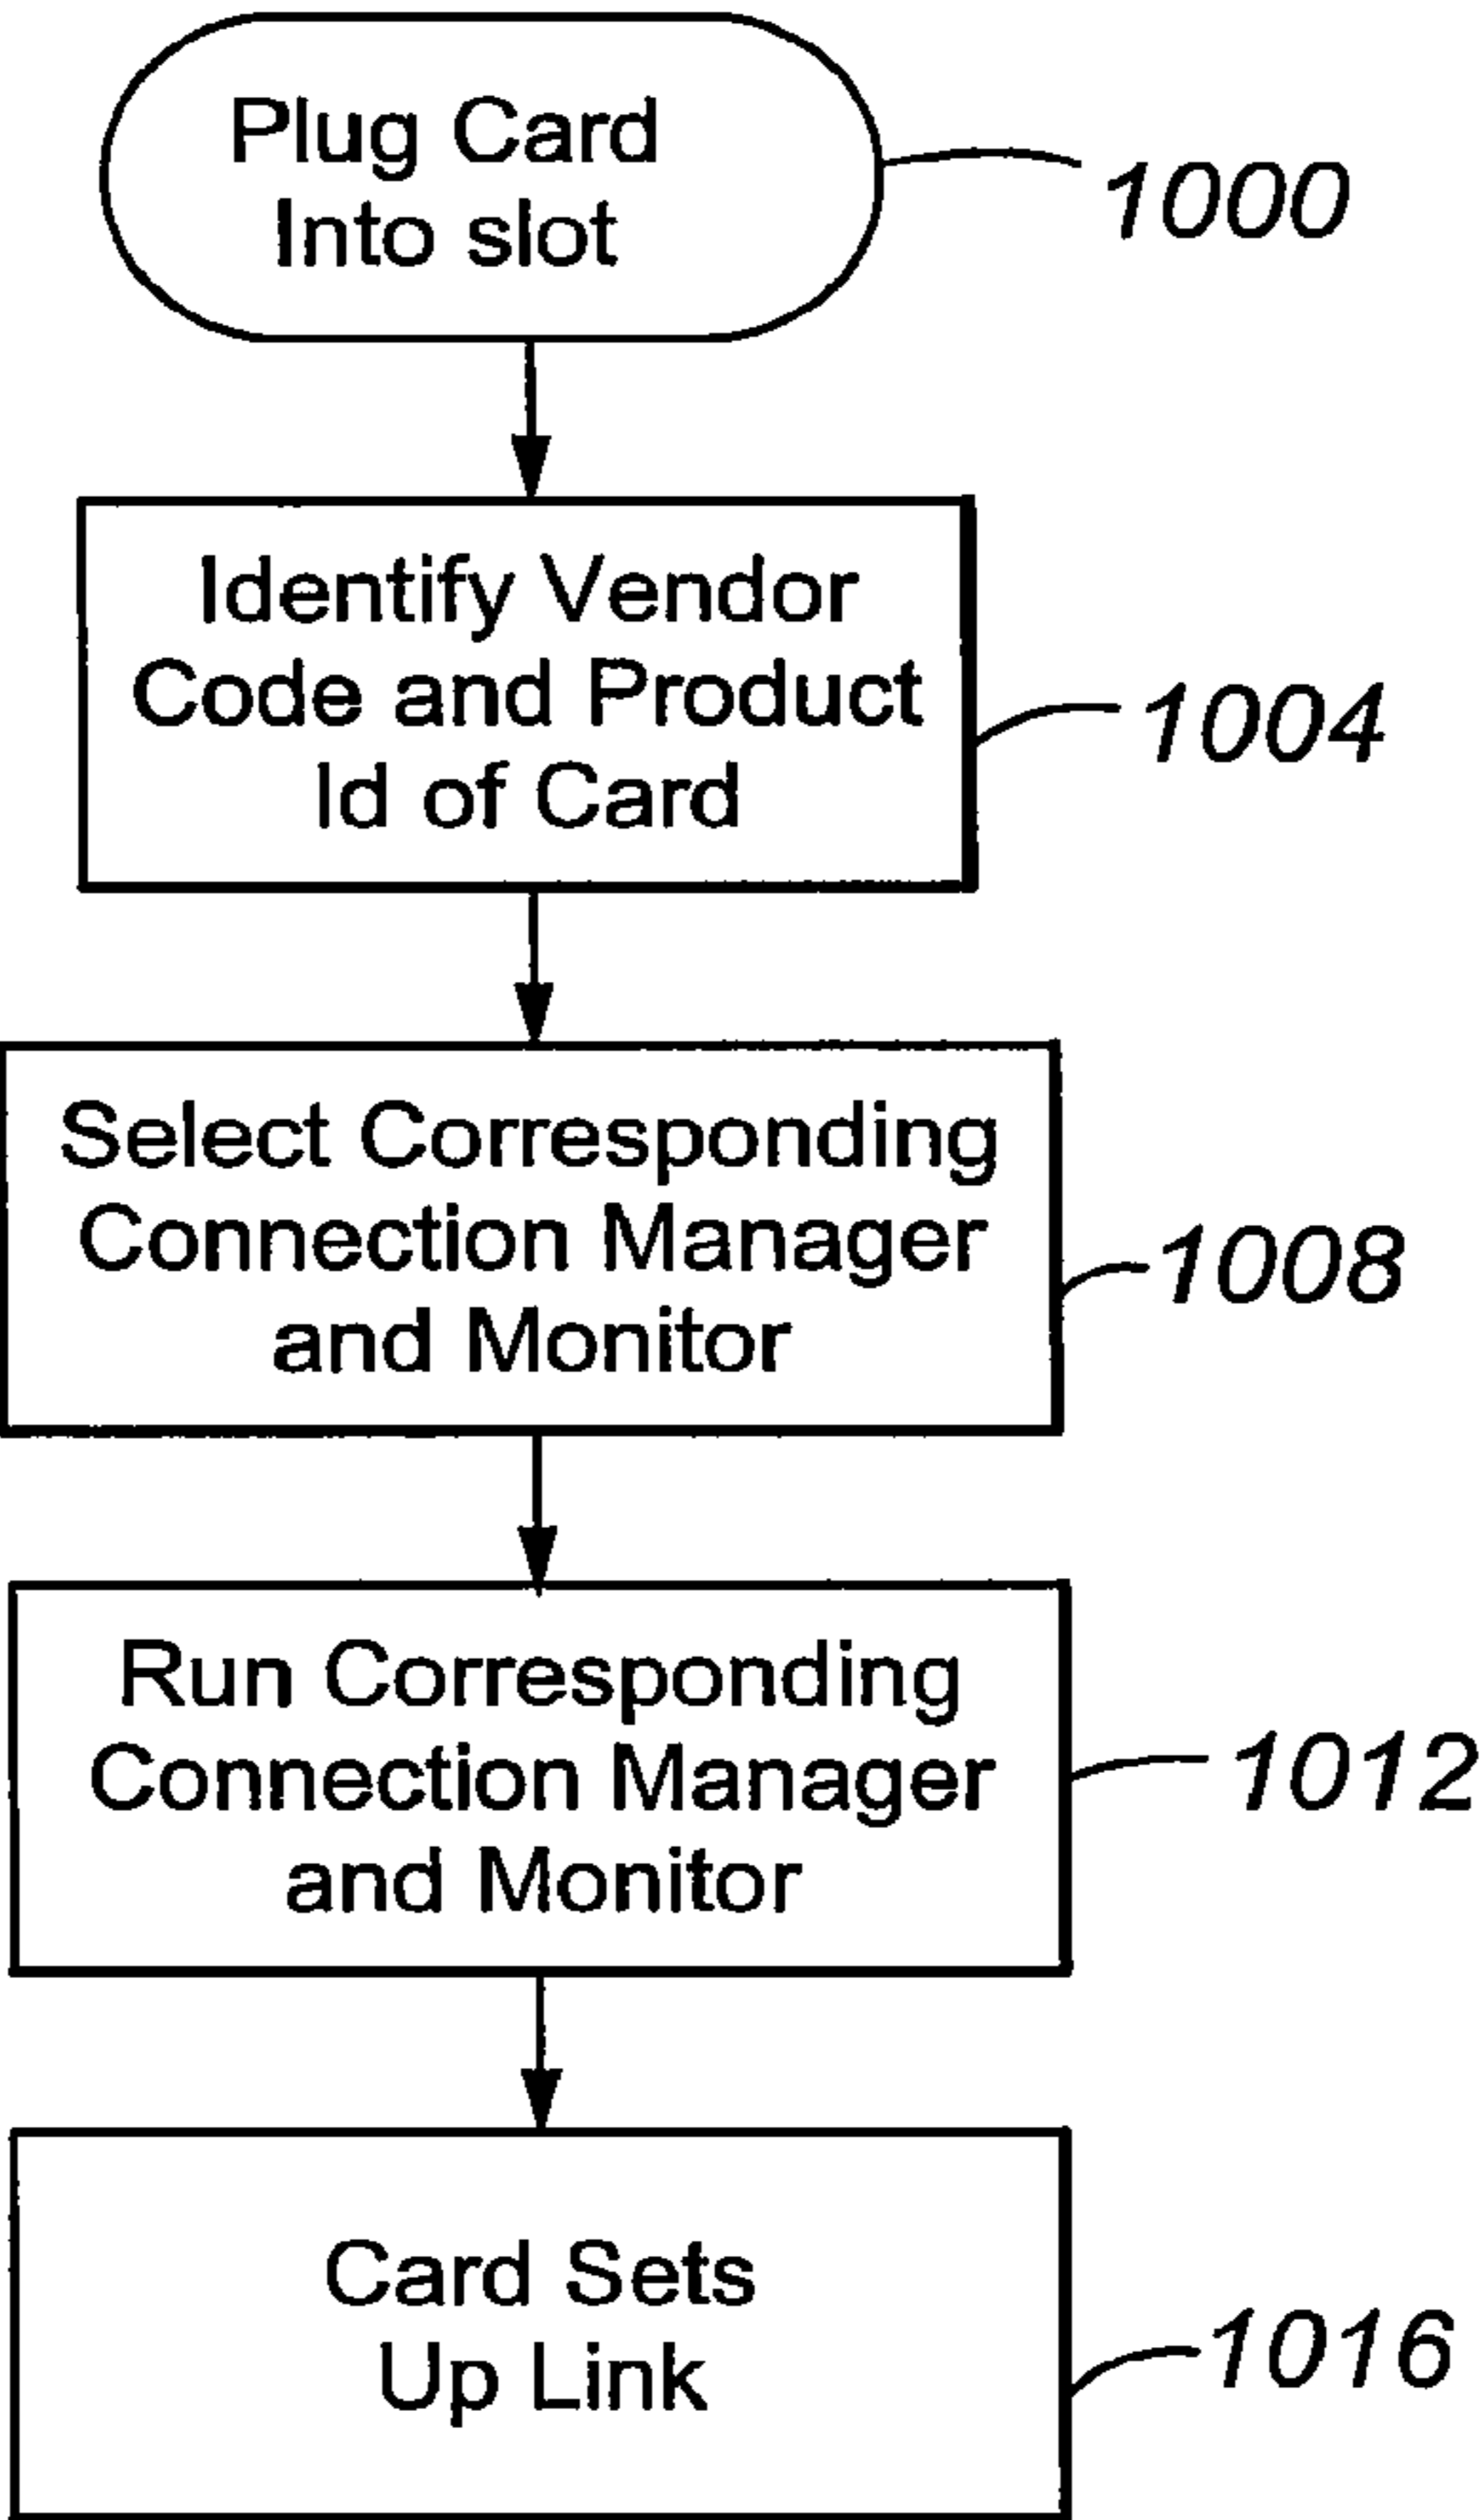 Plug Card
Into slot
1000
Identify Vendor
Code and Product
Id of Card
1004
Select Corresponding
Connection Manager
and Monitor
1008
Run Corresponding
Connection Manager
and Monitor
1012
Card Sets
Up Link
1016